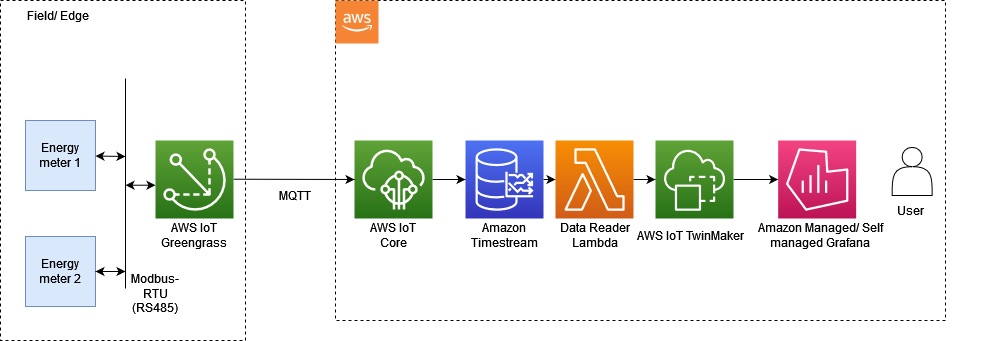 Field/ Edge
aws
Energy
meter 1
Energy
meter 2
Modbus-
RTU
(RS485)
AWS IoT
Greengrass
MQTT
AWS IoT
Core
Amazon
Timestream
Data Reader
Lambda
AWS IoT TwinMaker
Amazon Managed/ Self
managed Grafana
User